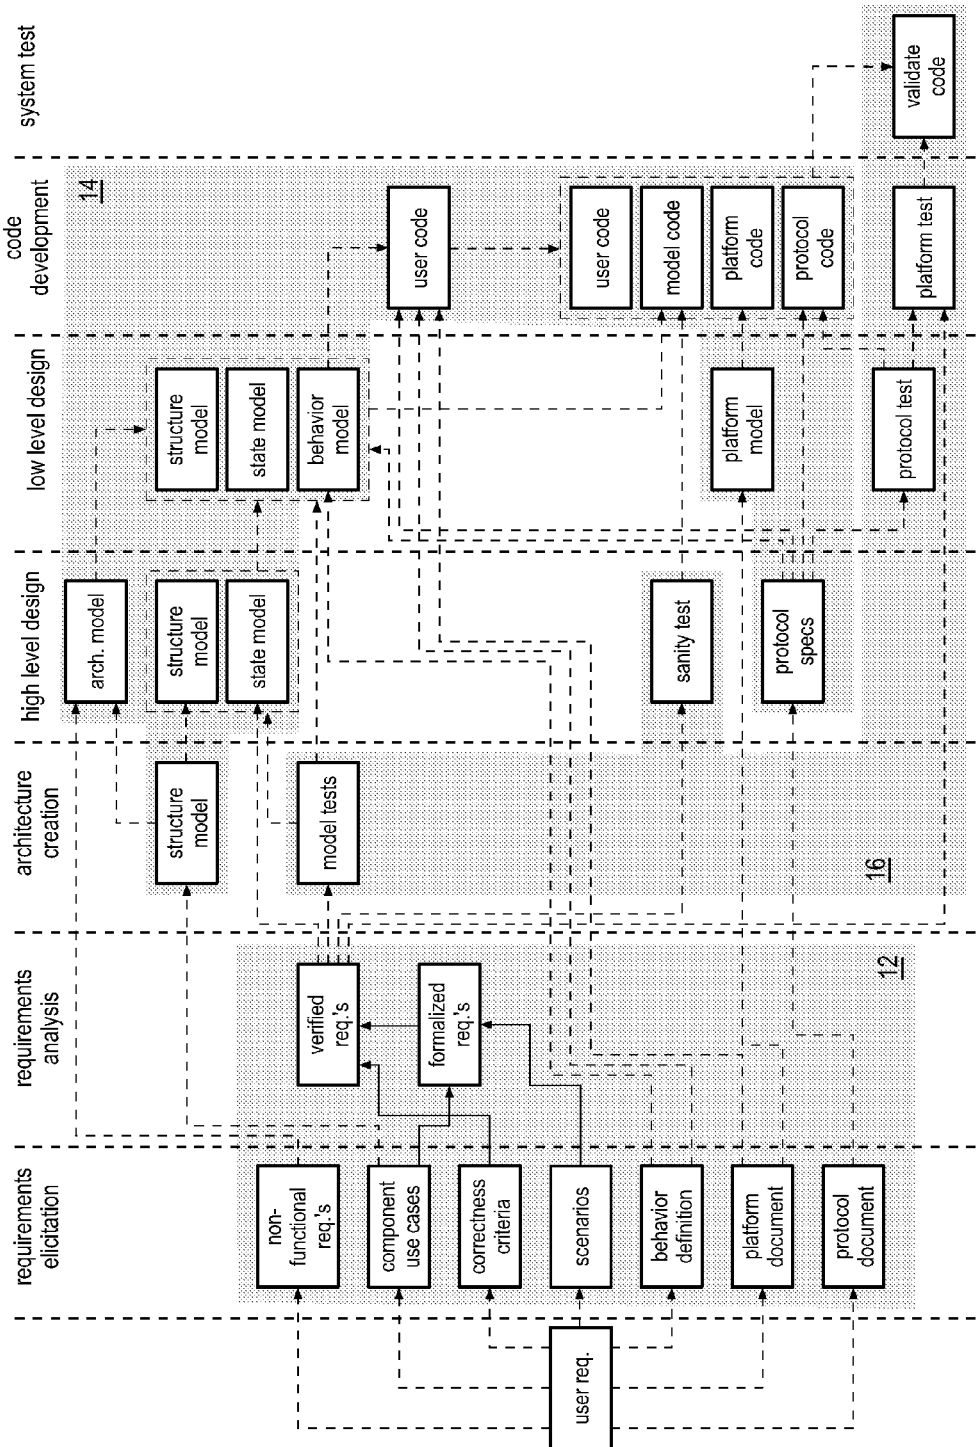 requirements
elicitation
requirements
analysis
architecture
creation
high level design
low level design
code
development
system test
user req.
non-
functional
req.'s
component
use cases
correctness
criteria
scenarios
behavior
definition
platform
document
protocol
document
verified
req.'s
formalized
req.'s
12
structure
model
model tests
16
arch. model
structure
model
state model
sanity test
protocol
specs
structure
model
state model
behavior
model
platform
model
protocol test
14
user code
user code
model code
platform
code
protocol
code
platform test
validate
code